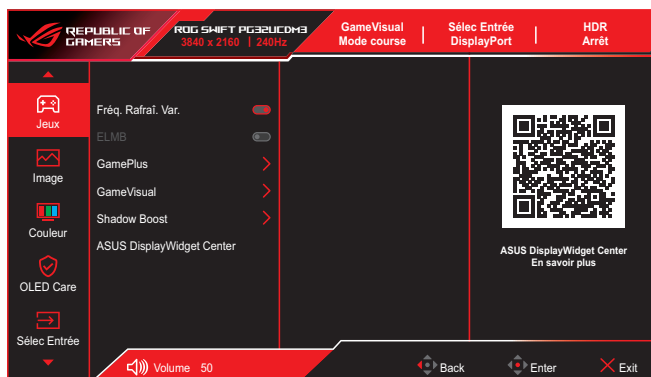 REPUBLIC OF
GAMERS
ROG SWIFT PG32UCDM3
3840 x 2160 | 240Hz
GameVisual
Mode course
Sélec Entrée
DisplayPort
HDR
Arrêt
Jeux
Image
Couleur
OLED Care
Sélec Entrée
Fréq. Rafraî. Var.
ELMB
GamePlus
GameVisual
Shadow Boost
ASUS DisplayWidget Center
ASUS DisplayWidget Center
En savoir plus
Volume 50
Back
Enter
Exit